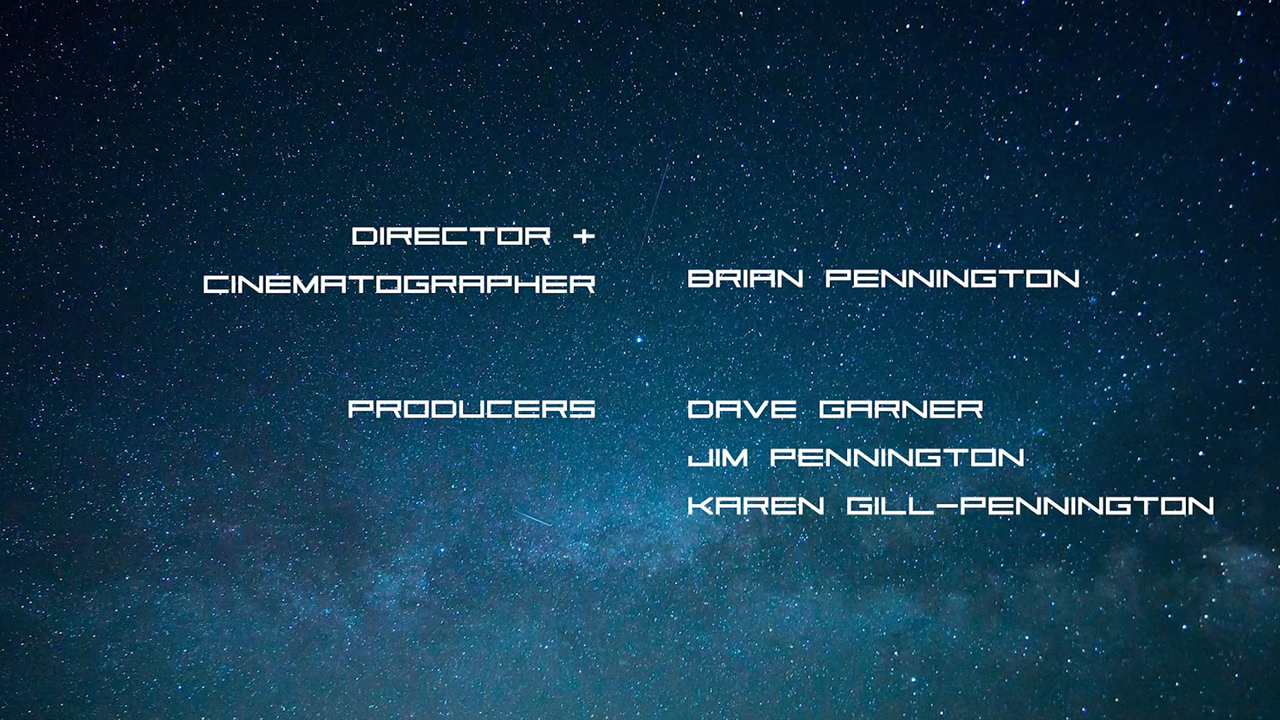 DIRECTOR +
CINEMATOGRAPHER
BRIAN PENNINGTON
PRODUCERS
DAVE GARNER
JIM PENNINGTON
KAREN GILL-PENNINGTON